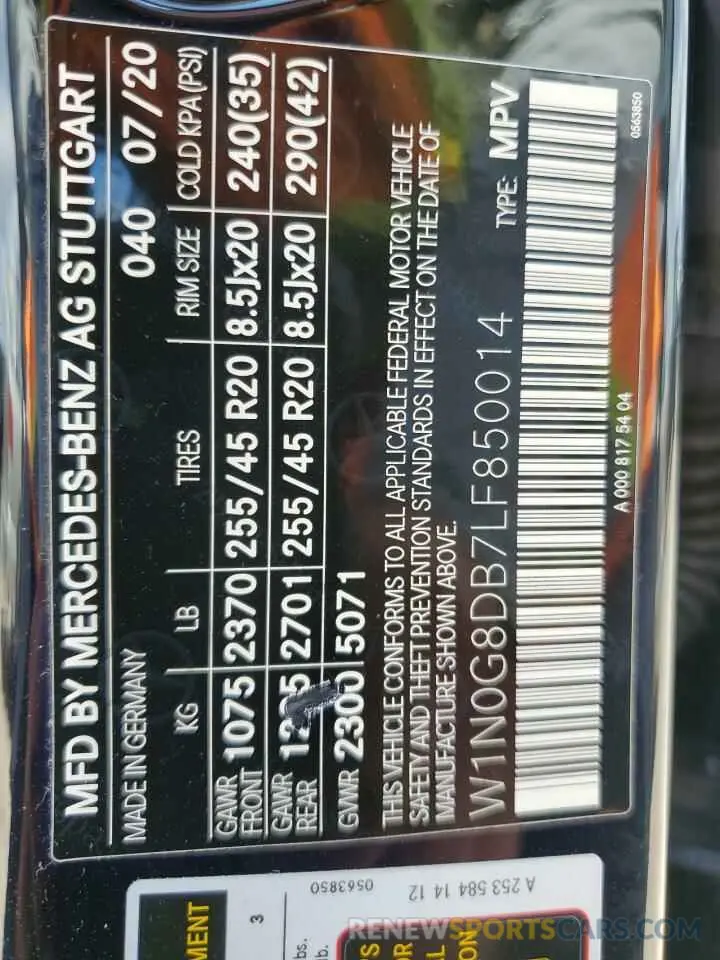 MFD BY MERCEDES-BENZ AG STUTTGART
MADE IN GERMANY 040 07/20
KG LB TIRES RIM SIZE COLD KPA(PSI)
GAWR FRONT 1075 2370 255/45 R20 8.5Jx20 240(35)
GAWR REAR 2701 255/45 R20 8.5Jx20 290(42)
GVWR 2300 5071
THIS VEHICLE CONFORMS TO ALL APPLICABLE FEDERAL MOTOR VEHICLE
SAFETY AND THEFT PREVENTION STANDARDS IN EFFECT ON THE DATE OF
MANUFACTURE SHOWN ABOVE.
W1N0G8DB7LF850014 TYPE: MPV
A 000 817 54 04
0563850
0563850
A 253 584 14 12
3
RENEWSPORTSCARS.COM